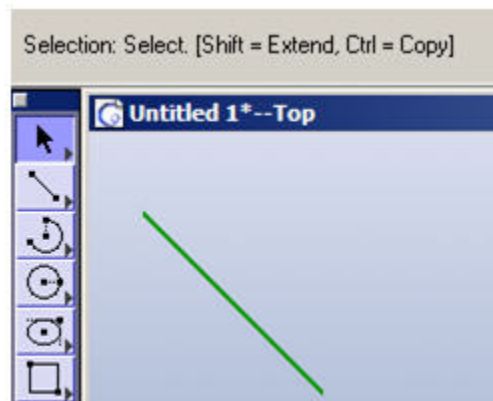 Selection: Select. [Shift = Extend, Ctrl = Copy]
Untitled 1*--Top